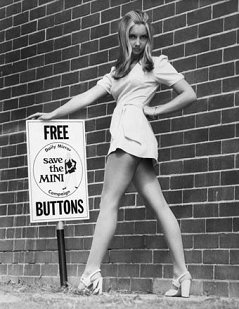 FREE
Daily Mirror
save
the
MINI
Campaign
BUTTONS